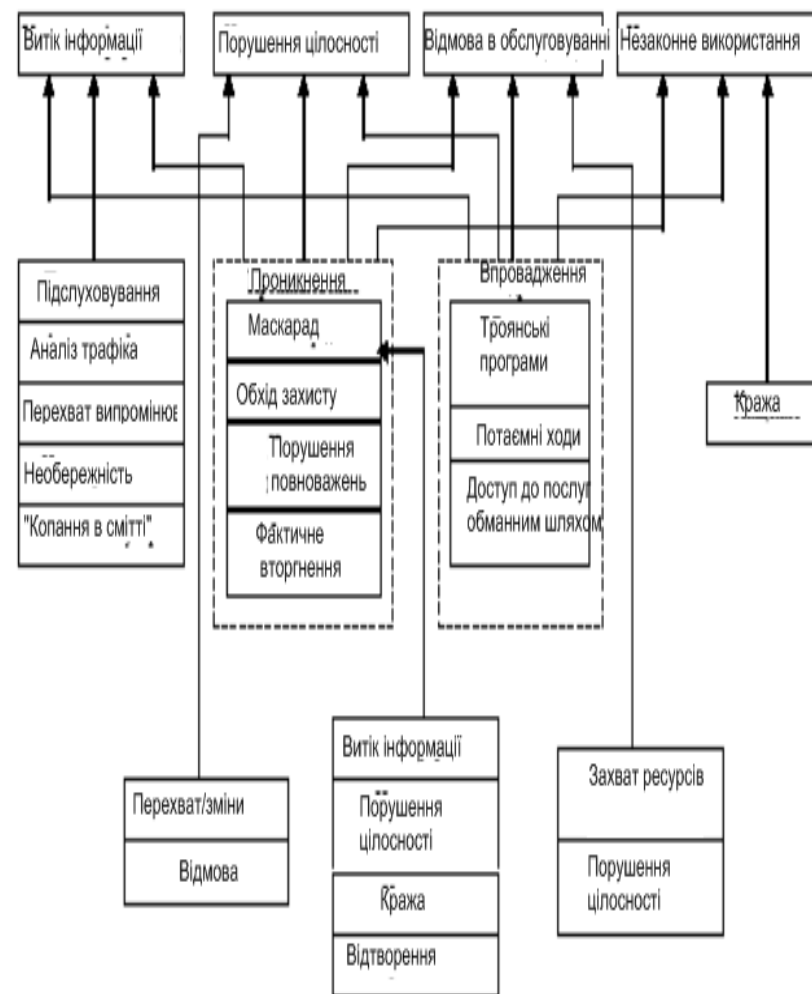 Витік інформації
Порушення цілосності
Відмова в обслуговуванні
Незаконне використання
Підслуховування
Аналіз трафіка
Перехват випромінює
Необережність
"Копання в смітті"
Проникнення
Маскарад
Обхід захисту
Порушення
повноважень
Фактичне
вторгнення
Впровадження
Троянські
програми
Потаємні ходи
Доступ до послуг
обманним шляхом
Кража
Перехват/зміни
Відмова
Витік інформації
Порушення
цілосності
Кража
Відтворення
Захват ресурсів
Порушення
цілосності